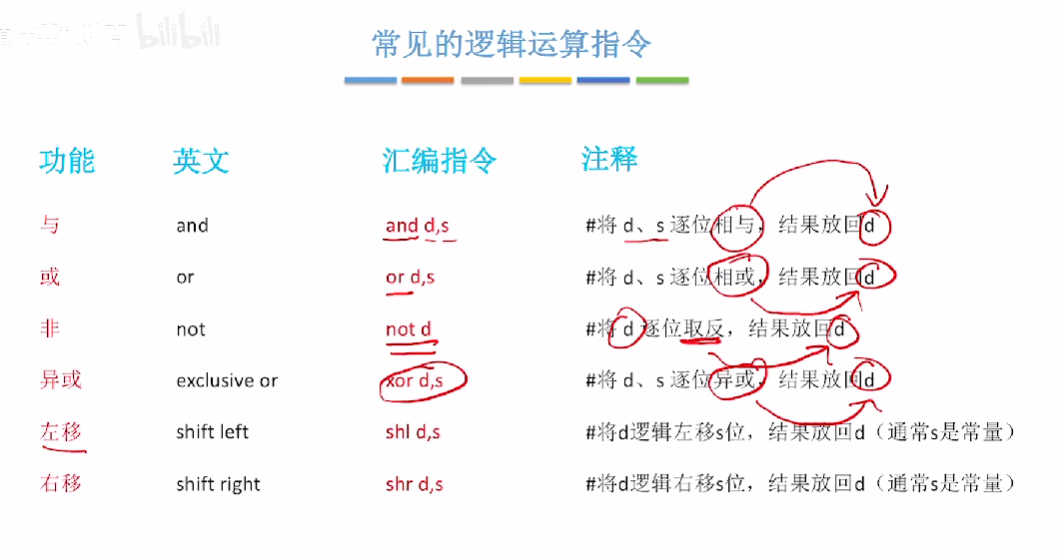 bilibili
常见的逻辑运算指令
功能 英文 汇编指令 注释
与 and and d,s #将 d、s 逐位相与，结果放回d
或 or or d,s #将 d、s 逐位相或，结果放回d
非 not not d #将 d 逐位取反，结果放回d
异或 exclusive or xor d,s #将 d、s 逐位异或，结果放回d
左移 shift left shl d,s #将d逻辑左移s位，结果放回d（通常s是常量）
右移 shift right shr d,s #将d逻辑右移s位，结果放回d（通常s是常量）